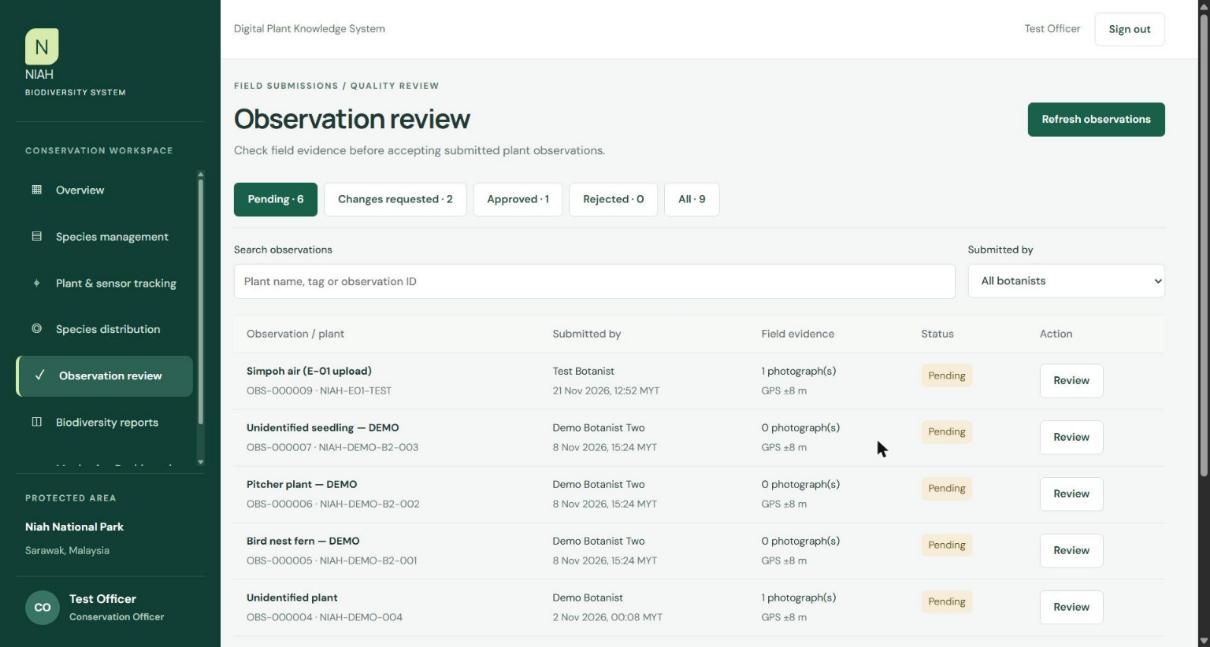 N
NIAH
BIODIVERSITY SYSTEM
CONSERVATION WORKSPACE
Overview
Species management
Plant & sensor tracking
Species distribution
Observation review
Biodiversity reports
PROTECTED AREA
Niah National Park
Sarawak, Malaysia
CO
Test Officer
Conservation Officer
Digital Plant Knowledge System
Test Officer
Sign out
FIELD SUBMISSIONS / QUALITY REVIEW
Observation review
Check field evidence before accepting submitted plant observations.
Refresh observations
Pending · 6
Changes requested · 2
Approved · 1
Rejected · 0
All · 9
Search observations
Submitted by
Plant name, tag or observation ID
All botanists
Observation / plant Submitted by Field evidence Status Action
Simpoh air (E-01 upload) Test Botanist 1 photograph(s) Pending Review
OBS-000009 · NIAH-E01-TEST 21 Nov 2026, 12:52 MYT GPS ±8 m
Unidentified seedling — DEMO Demo Botanist Two 0 photograph(s) Pending Review
OBS-000007 · NIAH-DEMO-B2-003 8 Nov 2026, 15:24 MYT GPS ±8 m
Pitcher plant — DEMO Demo Botanist Two 0 photograph(s) Pending Review
OBS-000006 · NIAH-DEMO-B2-002 8 Nov 2026, 15:24 MYT GPS ±8 m
Bird nest fern — DEMO Demo Botanist Two 0 photograph(s) Pending Review
OBS-000005 · NIAH-DEMO-B2-001 8 Nov 2026, 15:24 MYT GPS ±8 m
Unidentified plant Demo Botanist 1 photograph(s) Pending Review
OBS-000004 · NIAH-DEMO-004 2 Nov 2026, 00:08 MYT GPS ±8 m